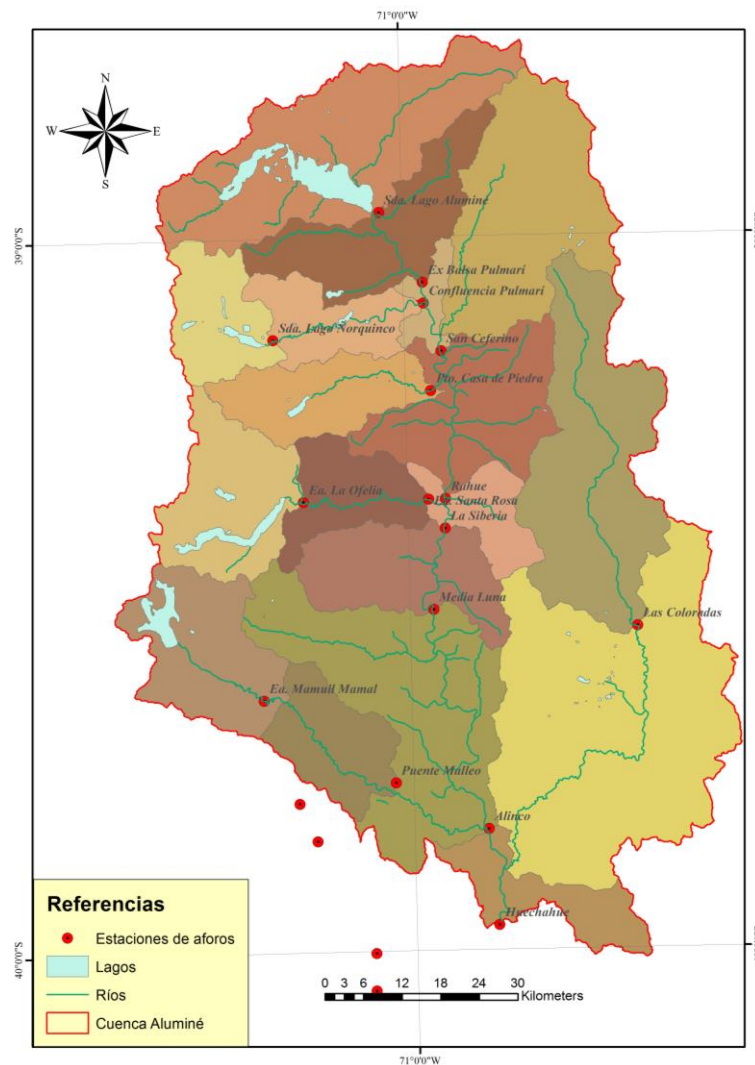 71°0'0"W
N
W E
S
Sda. Lago Aluminé
39°0'0"S
Ex Balsa Pulmarí
Confluencia Pulmarí
Sda. Lago Norquinco
San Ceferino
Pto. Casa de Piedra
Rahue
Ea. La Ofelia
Santa Rosa
La Siberia
Media Luna
Las Coloradas
Ea. Mamuil Mamal
Puente Malleo
Alinco
Huechahue
Referencias
Estaciones de aforos
Lagos
Ríos
Cuenca Aluminé
40°0'0"S
0 3 6 12 18 24 30
Kilometers
71°0'0"W